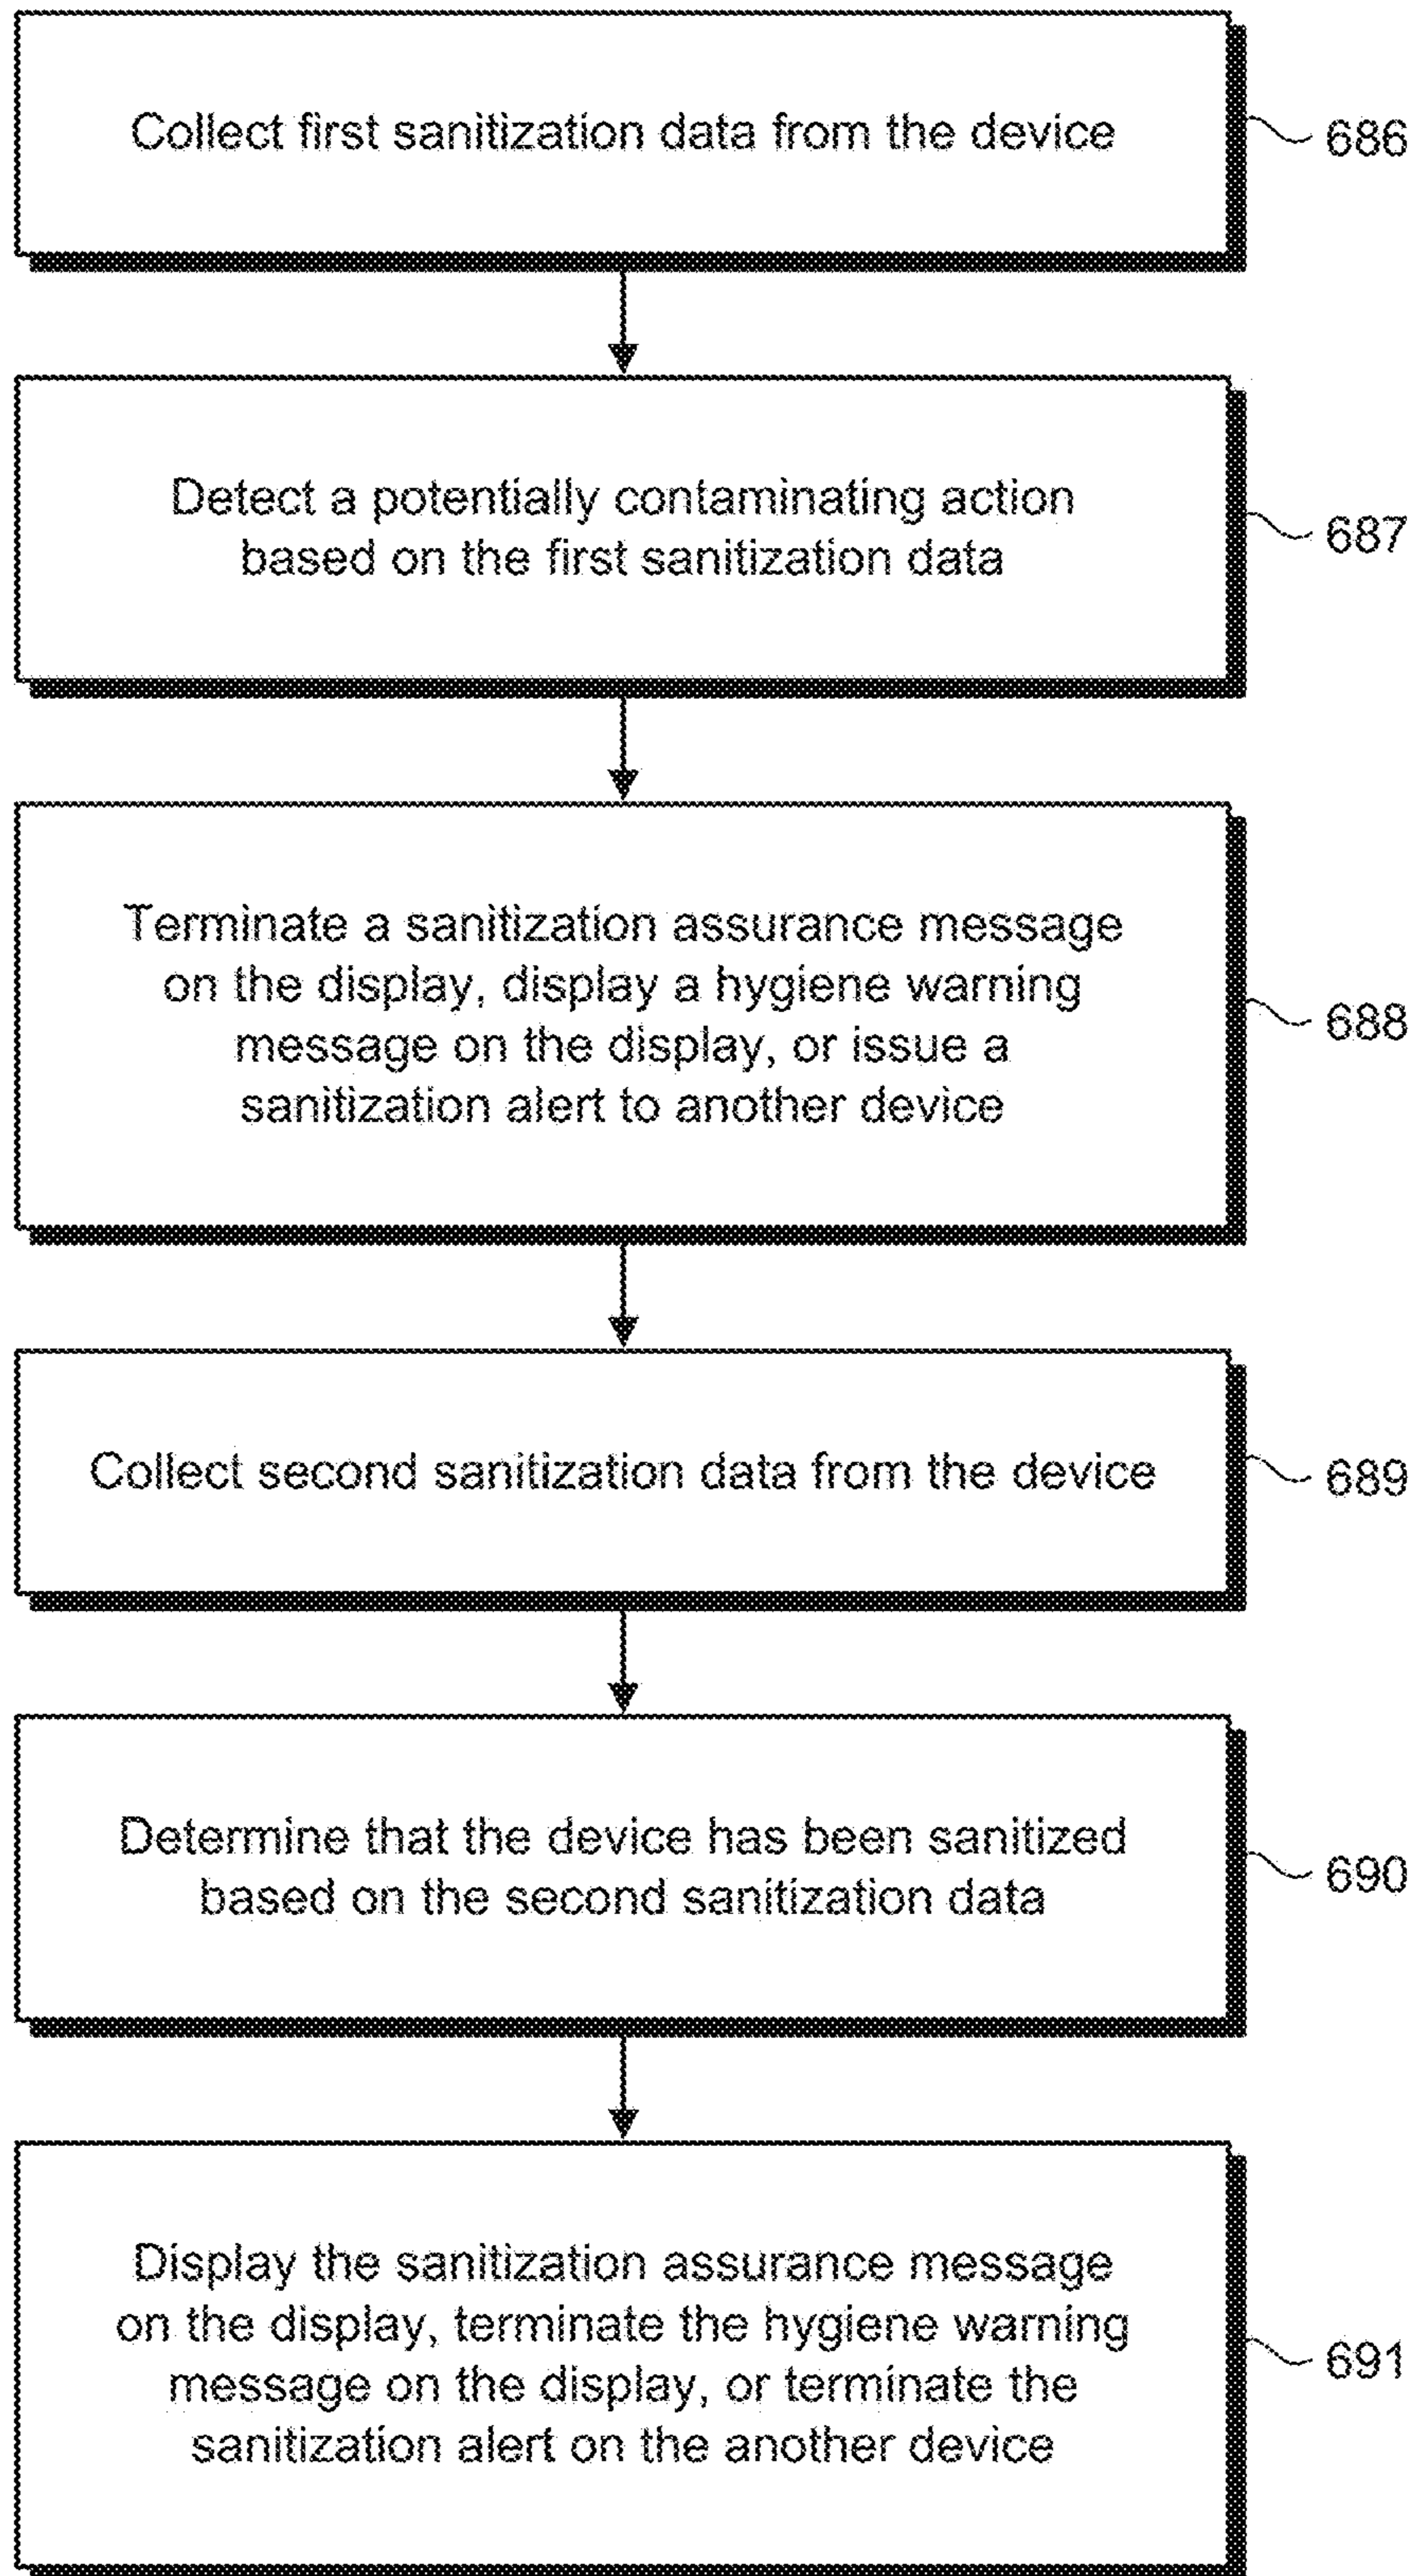 Collect first sanitization data from the device
686
Detect a potentially contaminating action
based on the first sanitization data
687
Terminate a sanitization assurance message
on the display, display a hygiene warning
message on the display, or issue a
sanitization alert to another device
688
Collect second sanitization data from the device
689
Determine that the device has been sanitized
based on the second sanitization data
690
Display the sanitization assurance message
on the display, terminate the hygiene warning
message on the display, or terminate the
sanitization alert on the another device
691